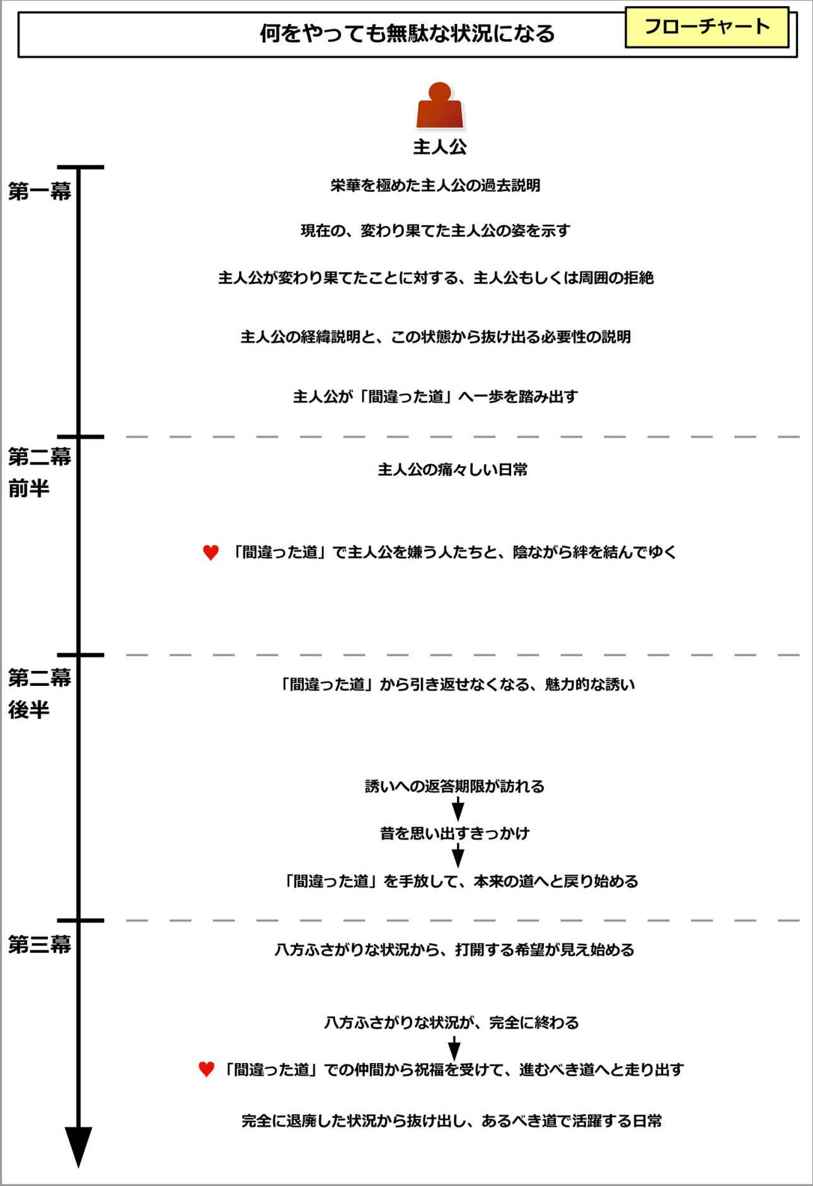 何をやっても無駄な状況になる
フローチャート
主人公
第一幕
栄華を極めた主人公の過去説明
現在の、変わり果てた主人公の姿を示す
主人公が変わり果てたことに対する、主人公もしくは周囲の拒絶
主人公の経緯説明と、この状態から抜け出る必要性の説明
主人公が「間違った道」へ一歩を踏み出す
第二幕
前半
主人公の痛々しい日常
♥ 「間違った道」で主人公を嫌う人たちと、陰ながら絆を結んでゆく
第二幕
後半
「間違った道」から引き返せなくなる、魅力的な誘い
誘いへの返答期限が訪れる
昔を思い出すきっかけ
「間違った道」を手放して、本来の道へと戻り始める
第三幕
八方ふさがりな状況から、打開する希望が見え始める
八方ふさがりな状況が、完全に終わる
♥ 「間違った道」での仲間から祝福を受けて、進むべき道へと走り出す
完全に退廃した状況から抜け出し、あるべき道で活躍する日常